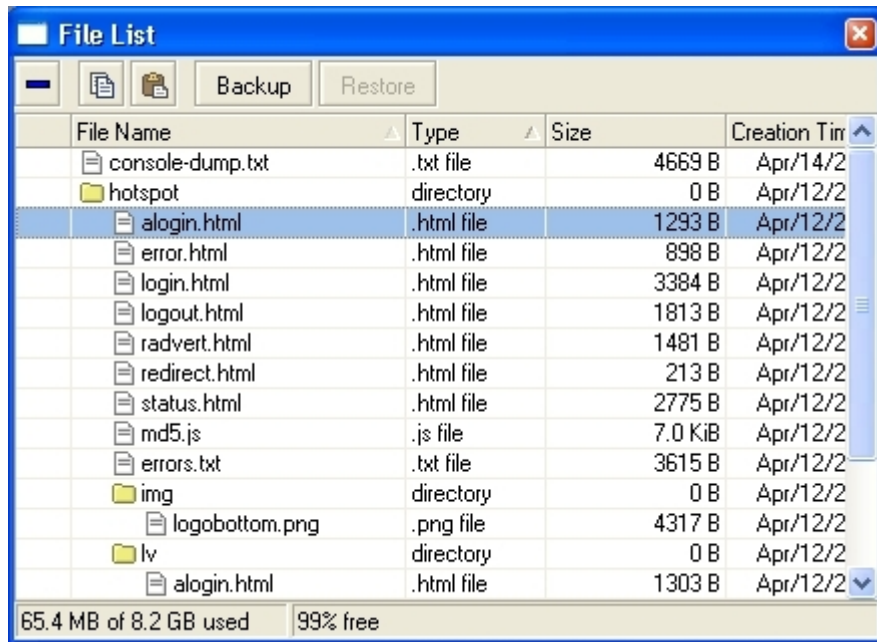 File List
Backup Restore
File Name Type Size Creation Tim
console-dump.txt .txt file 4669 B Apr/14/2
hotspot directory 0 B Apr/12/2
alogin.html .html file 1293 B Apr/12/2
error.html .html file 898 B Apr/12/2
login.html .html file 3384 B Apr/12/2
logout.html .html file 1813 B Apr/12/2
radvert.html .html file 1481 B Apr/12/2
redirect.html .html file 213 B Apr/12/2
status.html .html file 2775 B Apr/12/2
md5.js .js file 7.0 KiB Apr/12/2
errors.txt .txt file 3615 B Apr/12/2
img directory 0 B Apr/12/2
logobottom.png .png file 4317 B Apr/12/2
lv directory 0 B Apr/12/2
alogin.html .html file 1303 B Apr/12/2
65.4 MB of 8.2 GB used 99% free